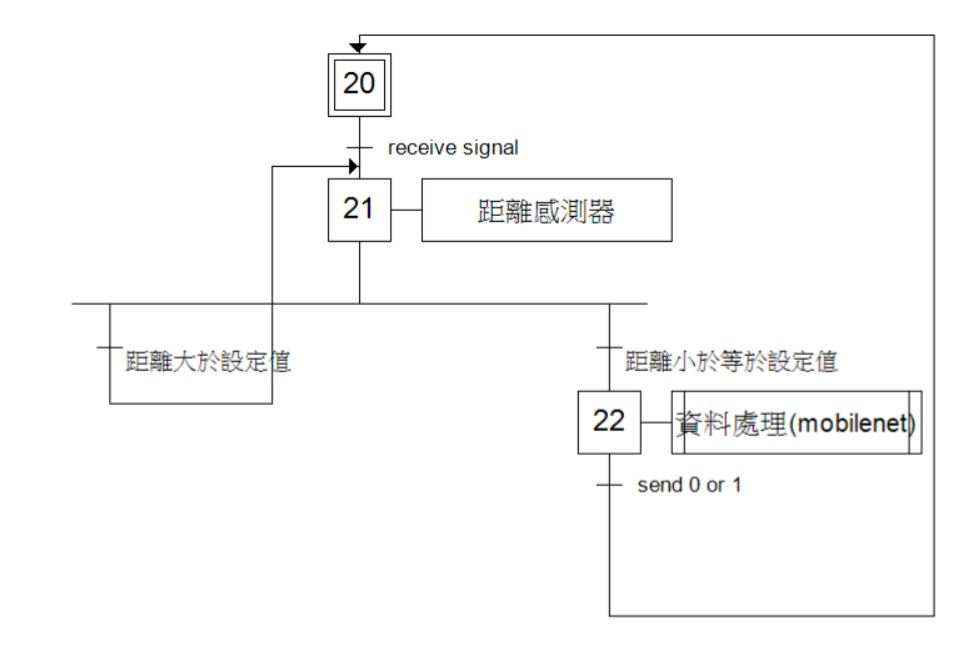 20
receive signal
21
距離感測器
距離大於設定值
距離小於等於設定值
22
資料處理(mobilenet)
send 0 or 1